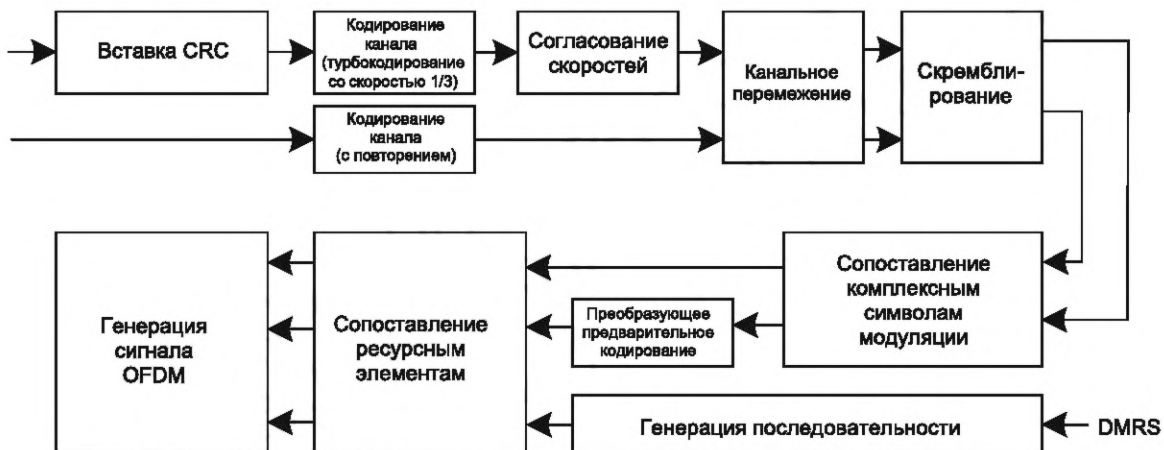 Вставка CRC
Кодирование
канала
(турбокодирование
со скоростью 1/3)
Согласование
скоростей
Канальное
перемежение
Скрембли-
рование
Кодирование
канала
(с повторением)
Генерация
сигнала
OFDM
Сопоставление
ресурсным
элементам
Преобразующее
предварительное
кодирование
Сопоставление
комплексным
символам
модуляции
Генерация последовательности
DMRS